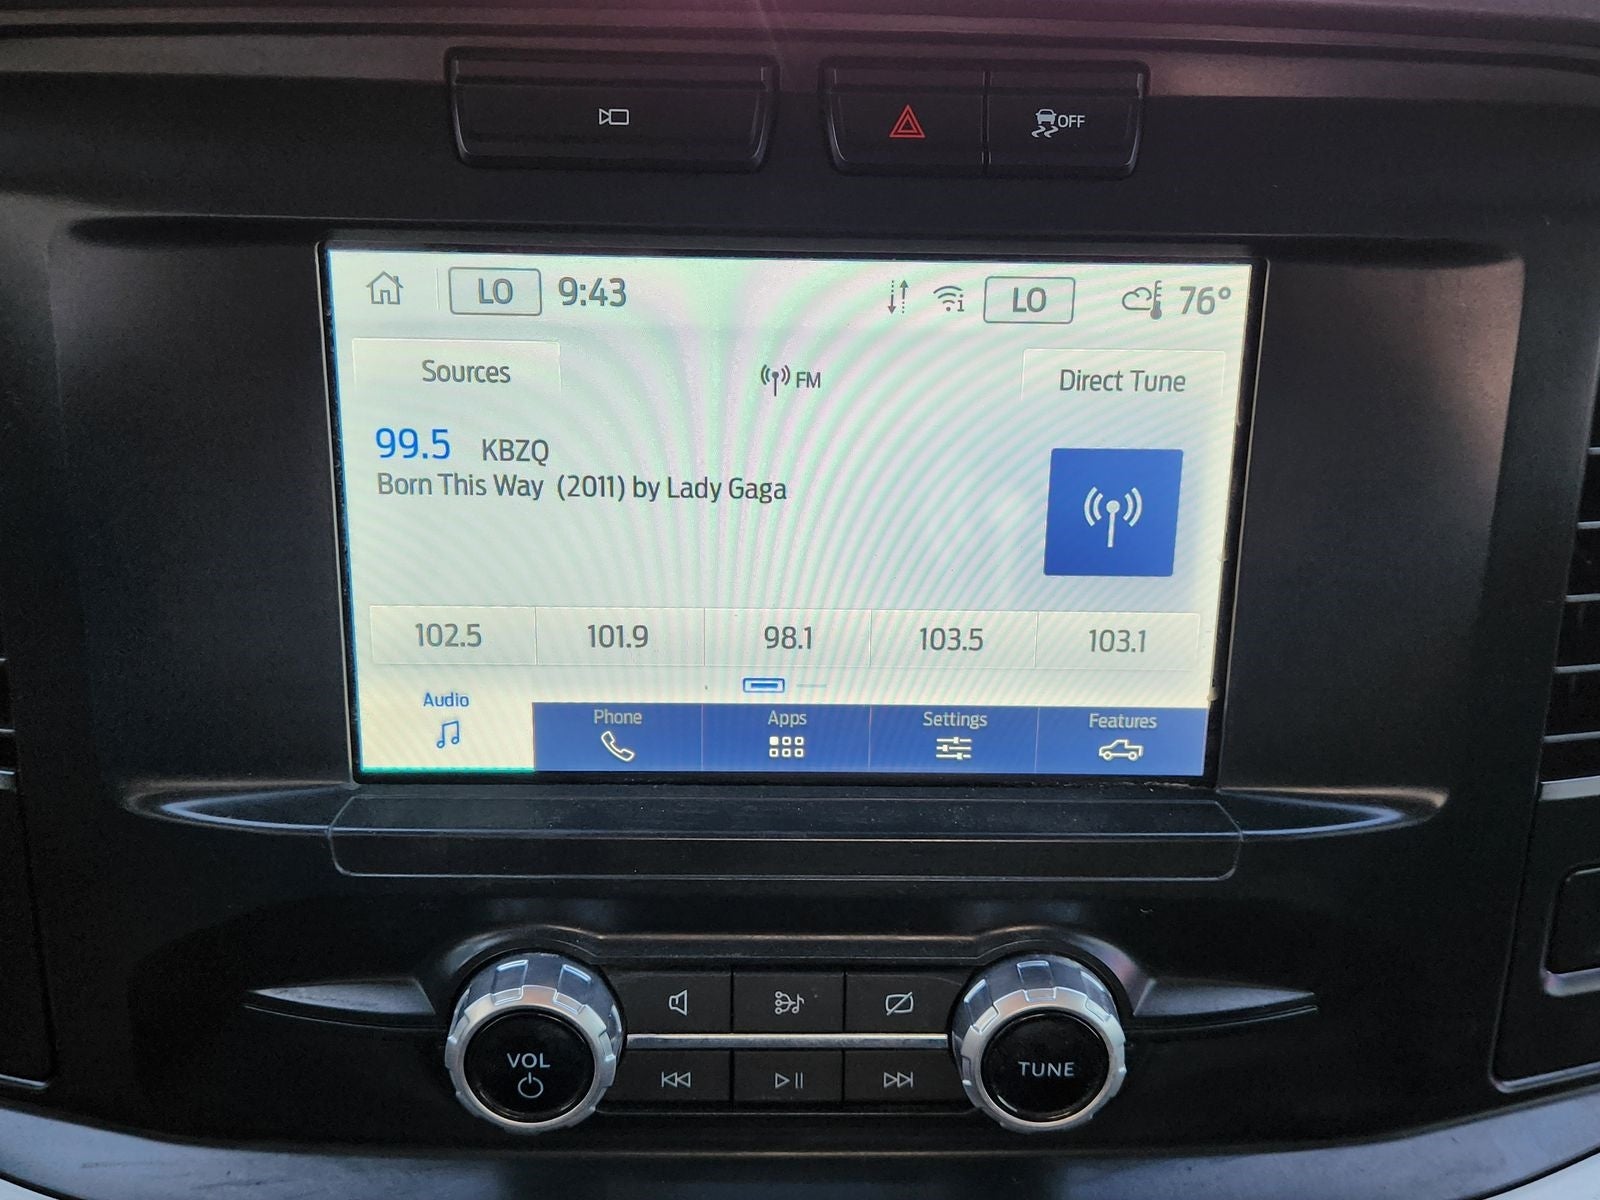 OFF
LO 9:43 LO 76°
Sources FM Direct Tune
99.5 KBZQ
Born This Way (2011) by Lady Gaga
102.5 101.9 98.1 103.5 103.1
Audio Phone Apps Settings Features
VOL TUNE